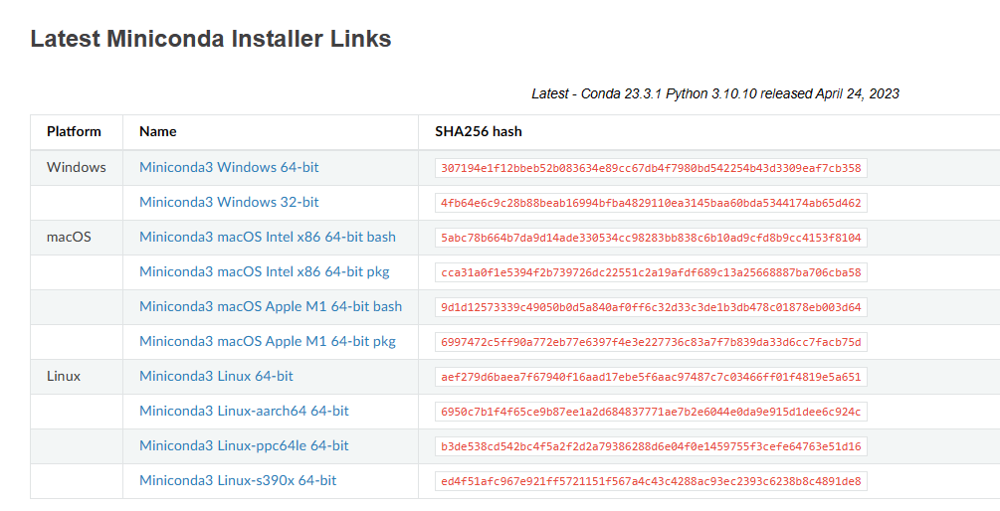 Latest Miniconda Installer Links
Latest - Conda 23.3.1 Python 3.10.10 released April 24, 2023
Platform Name SHA256 hash
Windows Miniconda3 Windows 64-bit 307194e1f12bbeb52b083634e89cc67db4f7980bd542254b43d3309eaf7cb358
Miniconda3 Windows 32-bit 4fb64e6c9c28b88beab16994bfba4829110ea3145baa60bda5344174ab65d462
macOS Miniconda3 macOS Intel x86 64-bit bash 5abc78b664b7da9d14ade330534cc98283bb838c6b10ad9cfd8b9cc4153f8104
Miniconda3 macOS Intel x86 64-bit pkg cca31a0f1e5394f2b739726dc22551c2a19afdf689c13a25668887ba706cba58
Miniconda3 macOS Apple M1 64-bit bash 9d1d12573339c49050b0d5a840af0ff6c32d33c3de1b3db478c01878eb003d64
Miniconda3 macOS Apple M1 64-bit pkg 6997472c5ff90a772eb77e6397f4e3e227736c83a7f7b839da33d6cc7facb75d
Linux Miniconda3 Linux 64-bit aef279d6baea7f67940f16aad17ebe5f6aac97487c7c03466ff01f4819e5a651
Miniconda3 Linux-aarch64 64-bit 6950c7b1f4f65ce9b87ee1a2d684837771ae7b2e6044e0da9e915d1dee6c924c
Miniconda3 Linux-ppc64le 64-bit b3de538cd542bc4f5a2f2d2a79386288d6e04f0e1459755f3cefe64763e51d16
Miniconda3 Linux-s390x 64-bit ed4f51afc967e921ff5721151f567a4c43c4288ac93ec2393c6238b8c4891de8